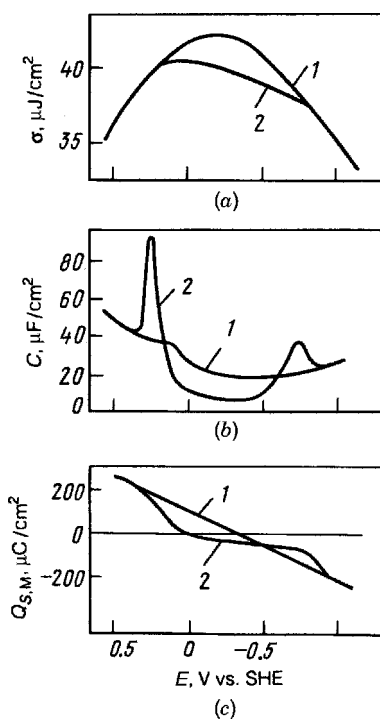 σ, μJ/cm²
40
35
1
2
(a)
C, μF/cm²
80
60
40
20
0
2
1
(b)
Q_S,M, μC/cm²
200
0
-200
1
2
0.5 0 -0.5
E, V vs. SHE
(c)